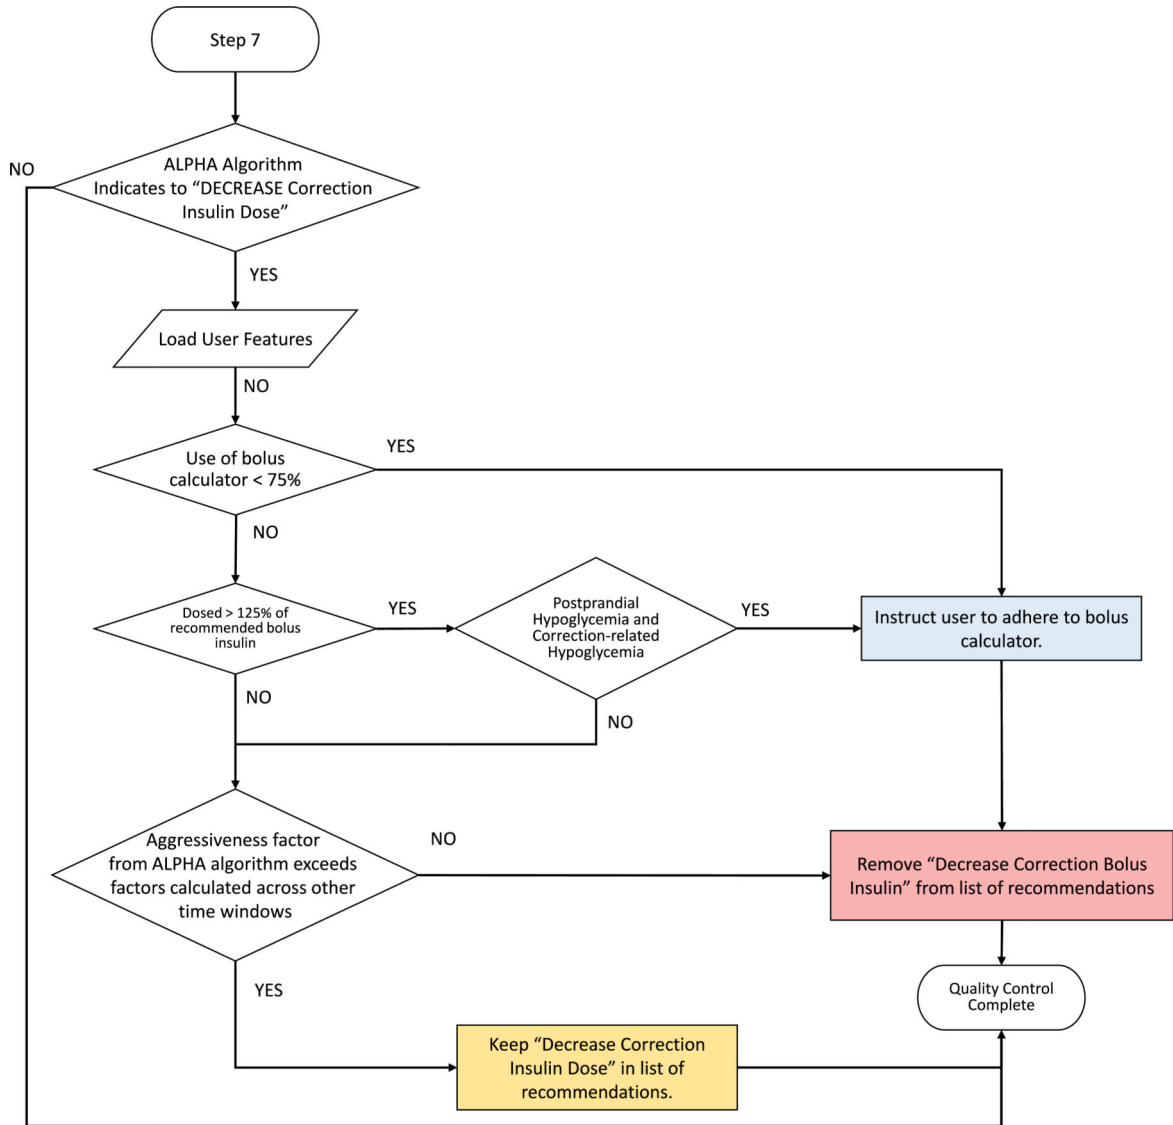 Step 7
NO
ALPHA Algorithm
Indicates to “DECREASE Correction
Insulin Dose”
YES
Load User Features
NO
Use of bolus
calculator < 75%
YES
NO
Dosed > 125% of
recommended bolus
insulin
YES
Postprandial
Hypoglycemia and
Correction-related
Hypoglycemia
YES
Instruct user to adhere to bolus
calculator.
NO
NO
Aggressiveness factor
from ALPHA algorithm exceeds
factors calculated across other
time windows
NO
Remove “Decrease Correction Bolus
Insulin” from list of recommendations
YES
Quality Control
Complete
Keep “Decrease Correction
Insulin Dose” in list of
recommendations.